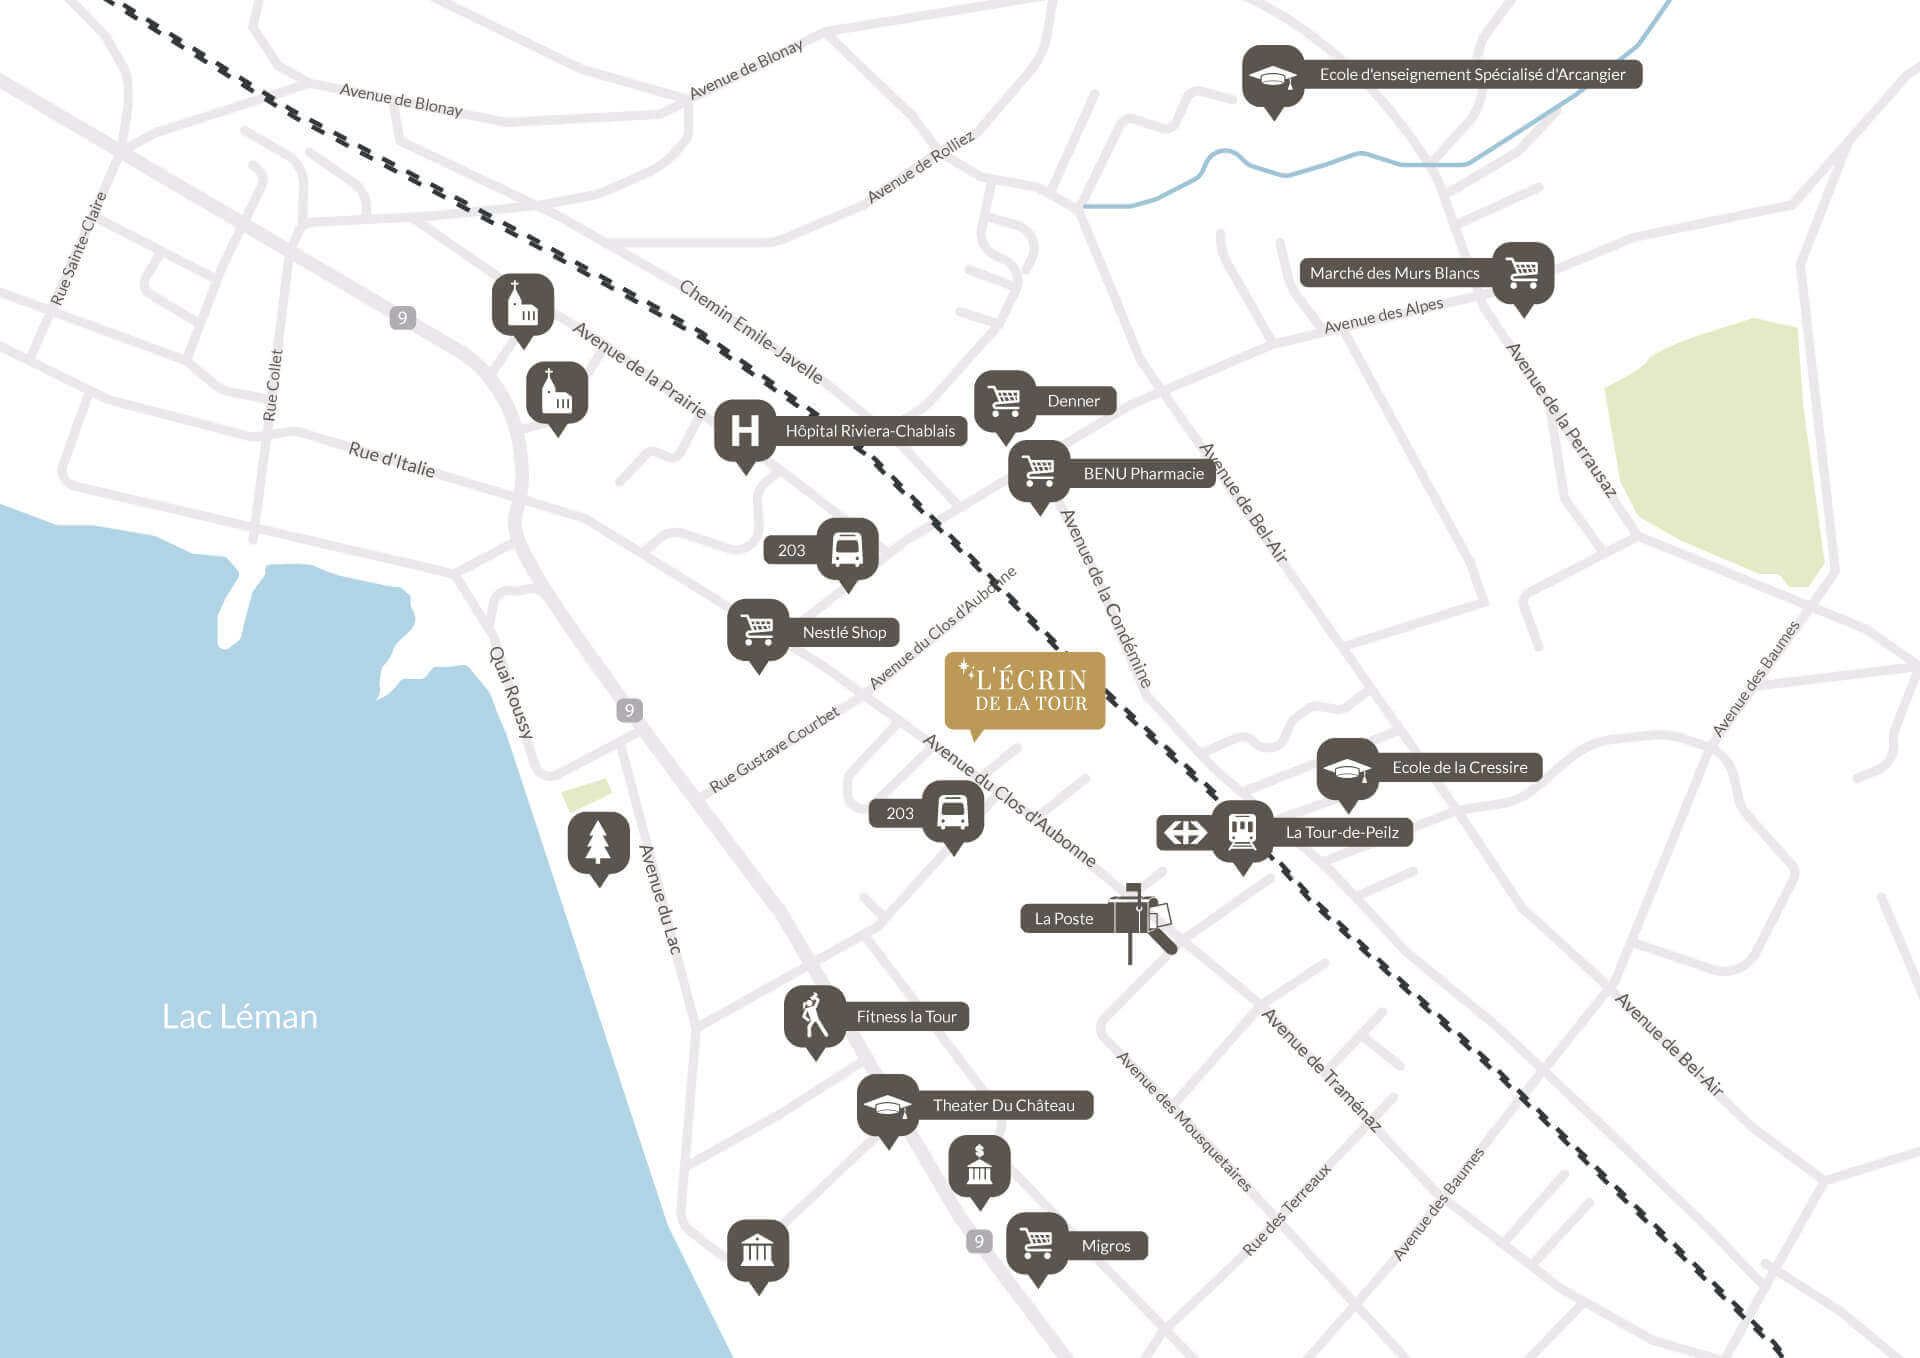 Avenue de Blonay
Avenue de Blonay
Ecole d'enseignement Spécialisé d'Arcangier
Avenue de Rolliez
Rue Sainte-Claire
Marché des Murs Blancs
Avenue des Alpes
9
Chemin Emile-Javelle
Avenue de la Prairie
Rue Collet
Avenue de la Perrausaz
Denner
H
Hôpital Riviera-Chablais
Rue d'Italie
BENU Pharmacie
Avenue de Bel-Air
203
Avenue de la Condémine
Avenue du Clos d'Aubonne
Nestlé Shop
L'ÉCRIN
DE LA TOUR
Quai Roussy
9
Rue Gustave Courbet
Avenue des Baumes
Avenue du Clos d'Aubonne
Ecole de la Cressire
203
La Tour-de-Peilz
Avenue du Lac
La Poste
Lac Léman
Fitness la Tour
Avenue de Traménaz
Avenue de Bel-Air
Theater Du Château
Avenue des Mousquetaires
$
Rue des Terreaux
Avenue des Baumes
9
Migros